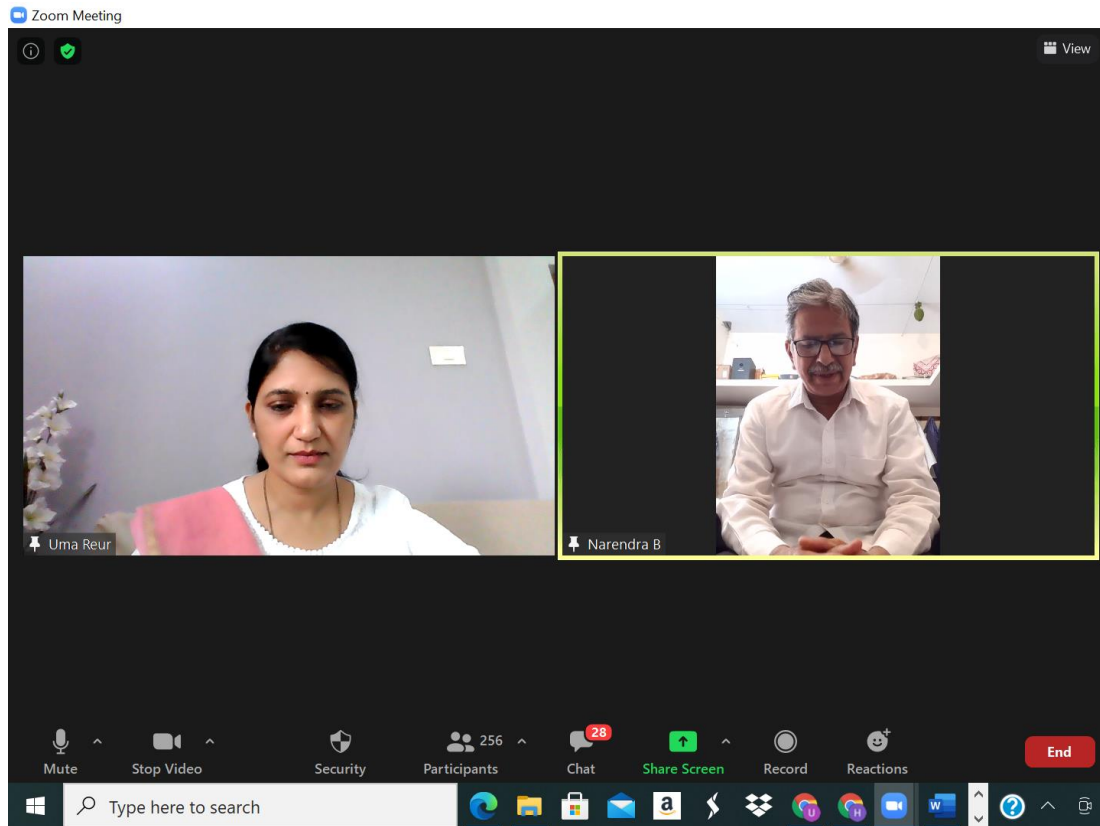 Zoom Meeting
View
Uma Reur
Narendra B
256
28
Mute
Stop Video
Security
Participants
Chat
Share Screen
Record
Reactions
End
Type here to search
a
U
H
W
?